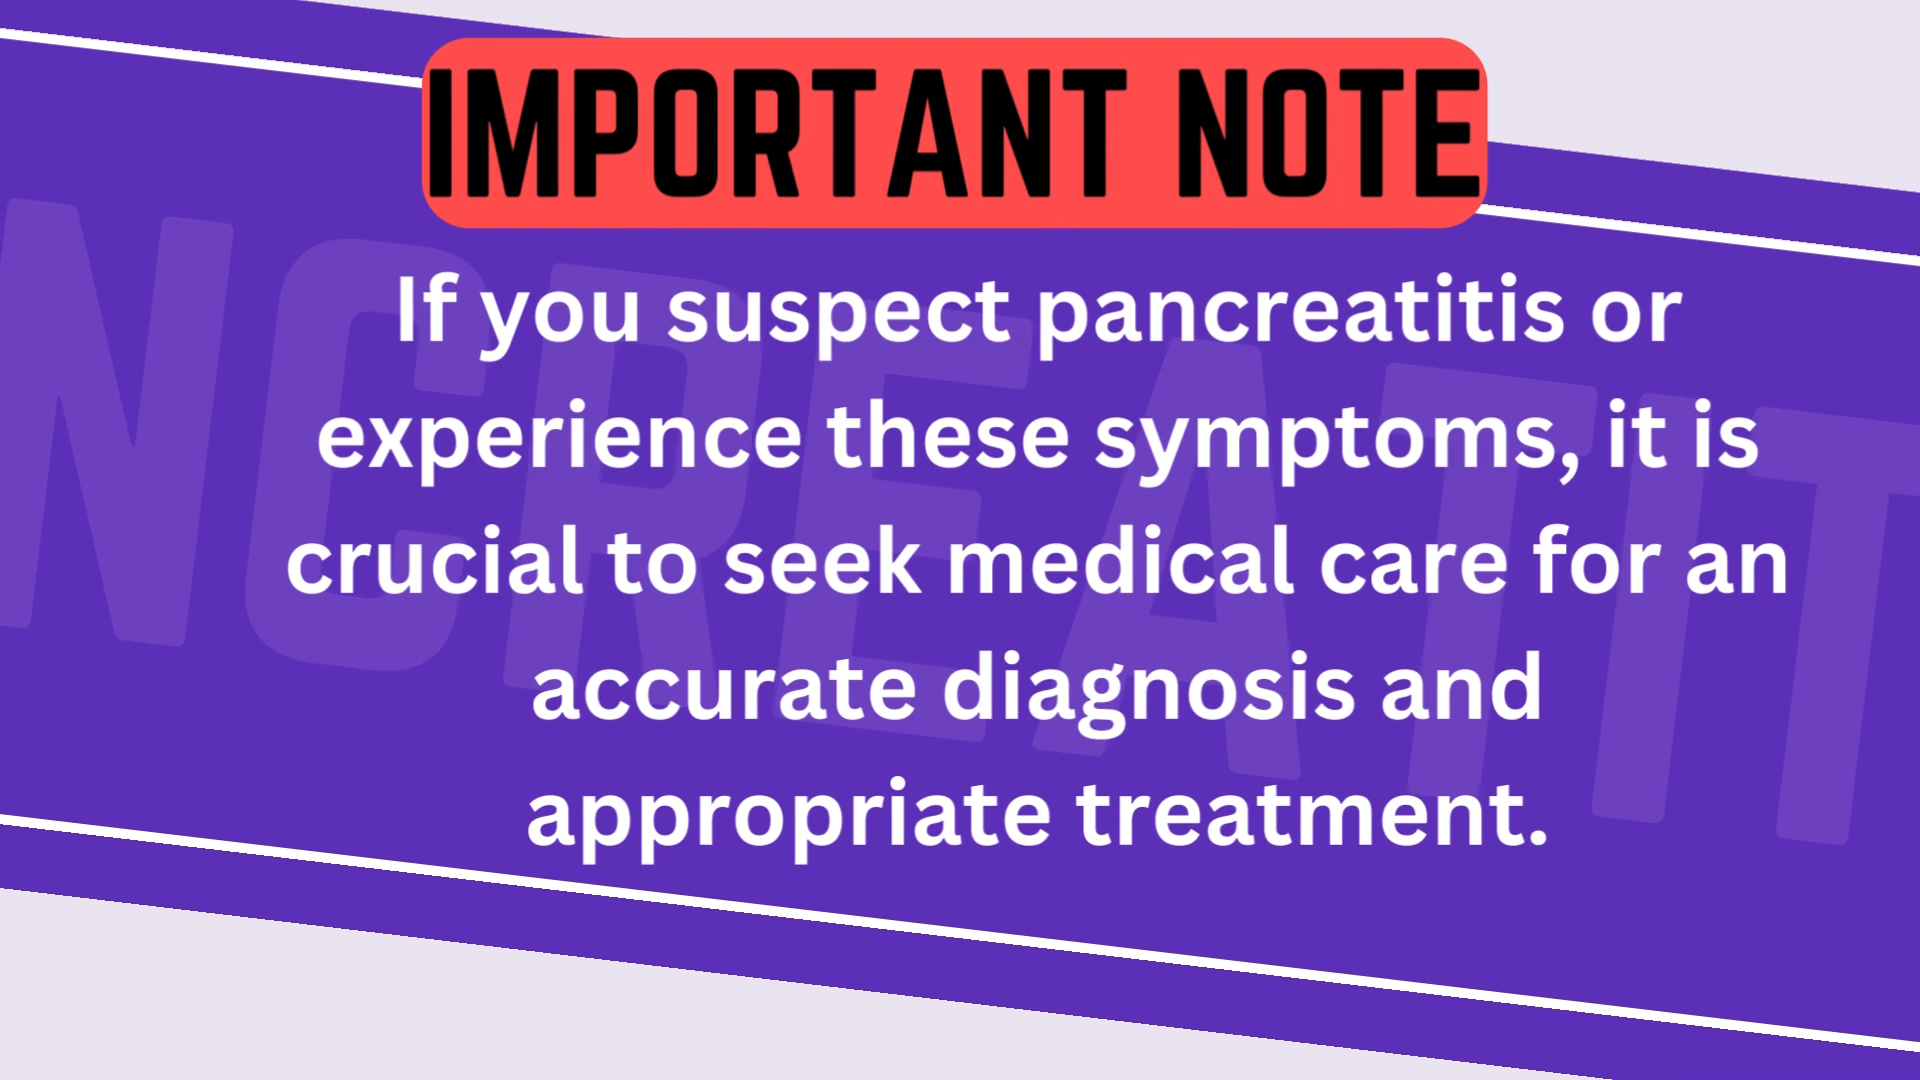 IMPORTANT NOTE
If you suspect pancreatitis or
experience these symptoms, it is
crucial to seek medical care for an
accurate diagnosis and
appropriate treatment.
NCREATIT